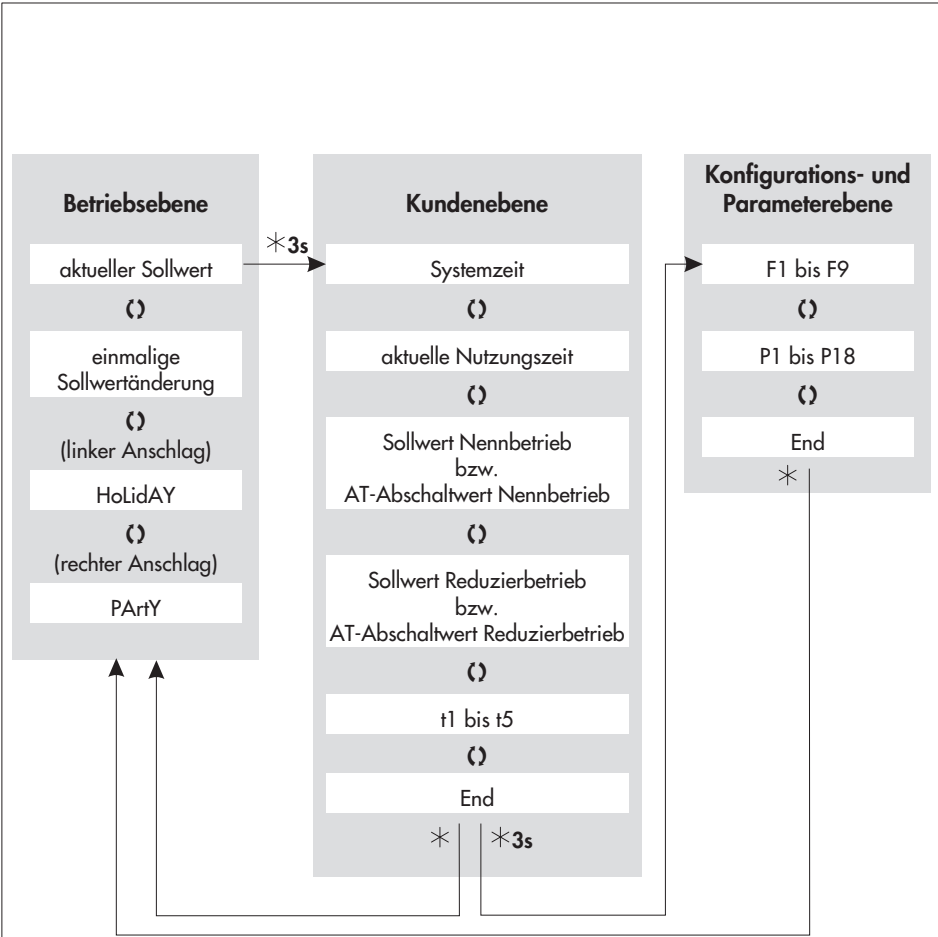 Betriebsebene
aktueller Sollwert
einmalige
Sollwertänderung
(linker Anschlag)
HoLidAY
(rechter Anschlag)
PArtY
✳3s
Kundenebene
Systemzeit
aktuelle Nutzungszeit
Sollwert Nennbetrieb
bzw.
AT-Abschaltwert Nennbetrieb
Sollwert Reduzierbetrieb
bzw.
AT-Abschaltwert Reduzierbetrieb
t1 bis t5
End
✳
✳3s
Konfigurations- und
Parameterebene
F1 bis F9
P1 bis P18
End
✳